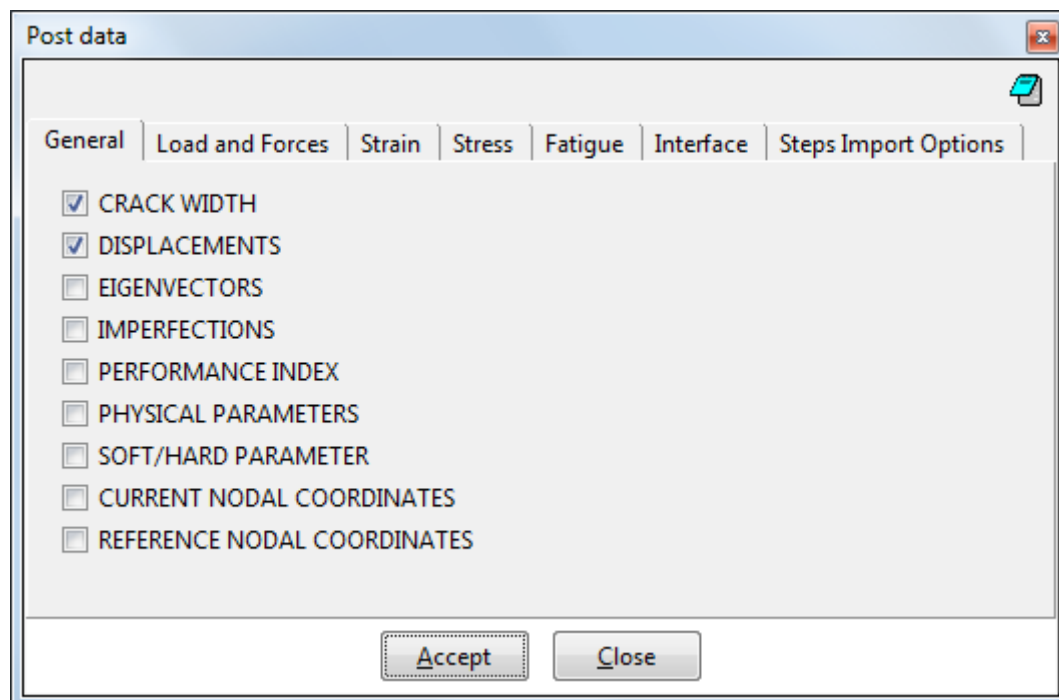 Post data
General Load and Forces Strain Stress Fatigue Interface Steps Import Options
CRACK WIDTH
DISPLACEMENTS
EIGENVECTORS
IMPERFECTIONS
PERFORMANCE INDEX
PHYSICAL PARAMETERS
SOFT/HARD PARAMETER
CURRENT NODAL COORDINATES
REFERENCE NODAL COORDINATES
Accept Close